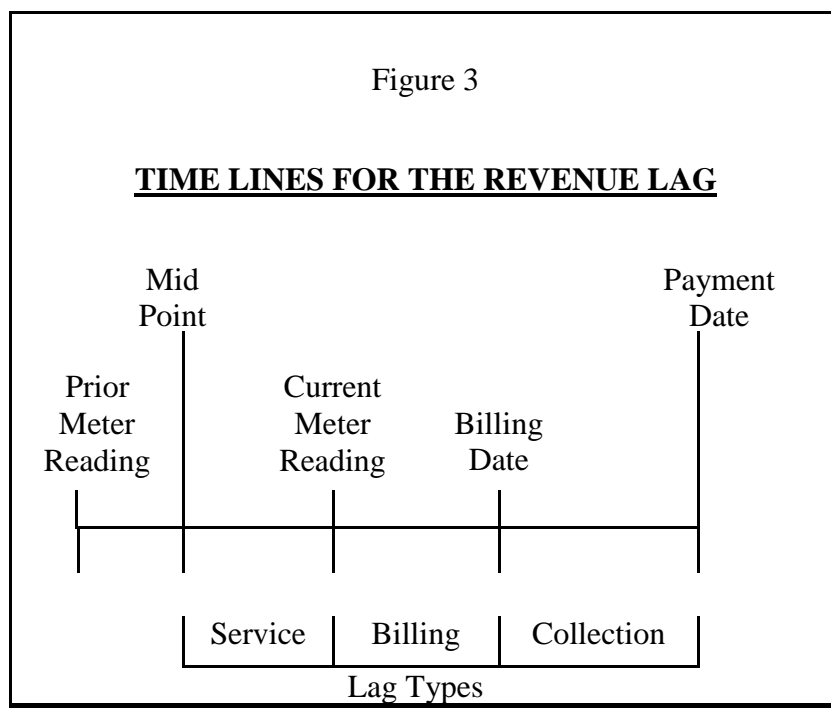 Figure 3
TIME LINES FOR THE REVENUE LAG
Mid
Point
Payment
Date
Prior
Meter
Reading
Current
Meter
Reading
Billing
Date
Service
Billing
Collection
Lag Types